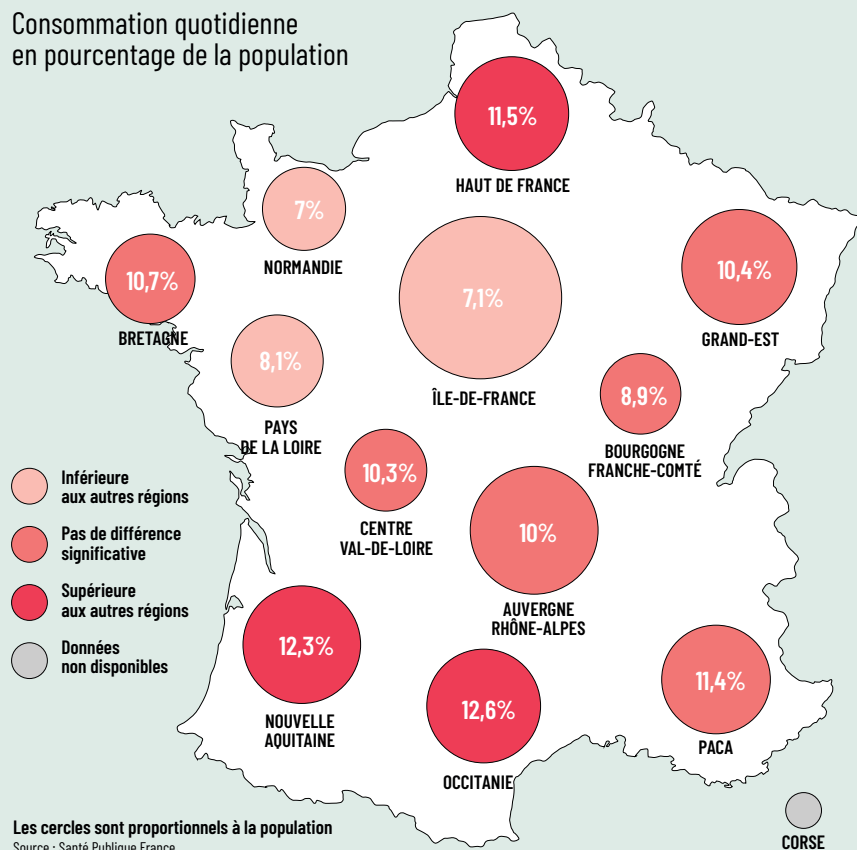 Consommation quotidienne
en pourcentage de la population
11,5%
HAUT DE FRANCE
7%
NORMANDIE
10,7%
BRETAGNE
7,1%
ÎLE-DE-FRANCE
10,4%
GRAND-EST
8,1%
PAYS
DE LA LOIRE
8,9%
BOURGOGNE
FRANCHE-COMTÉ
10,3%
CENTRE
VAL-DE-LOIRE
10%
AUVERGNE
RHÔNE-ALPES
Inférieure
aux autres régions
Pas de différence
significative
Supérieure
aux autres régions
Données
non disponibles
12,3%
NOUVELLE
AQUITAINE
12,6%
OCCITANIE
11,4%
PACA
CORSE
Les cercles sont proportionnels à la population
Source : Santé Publique France